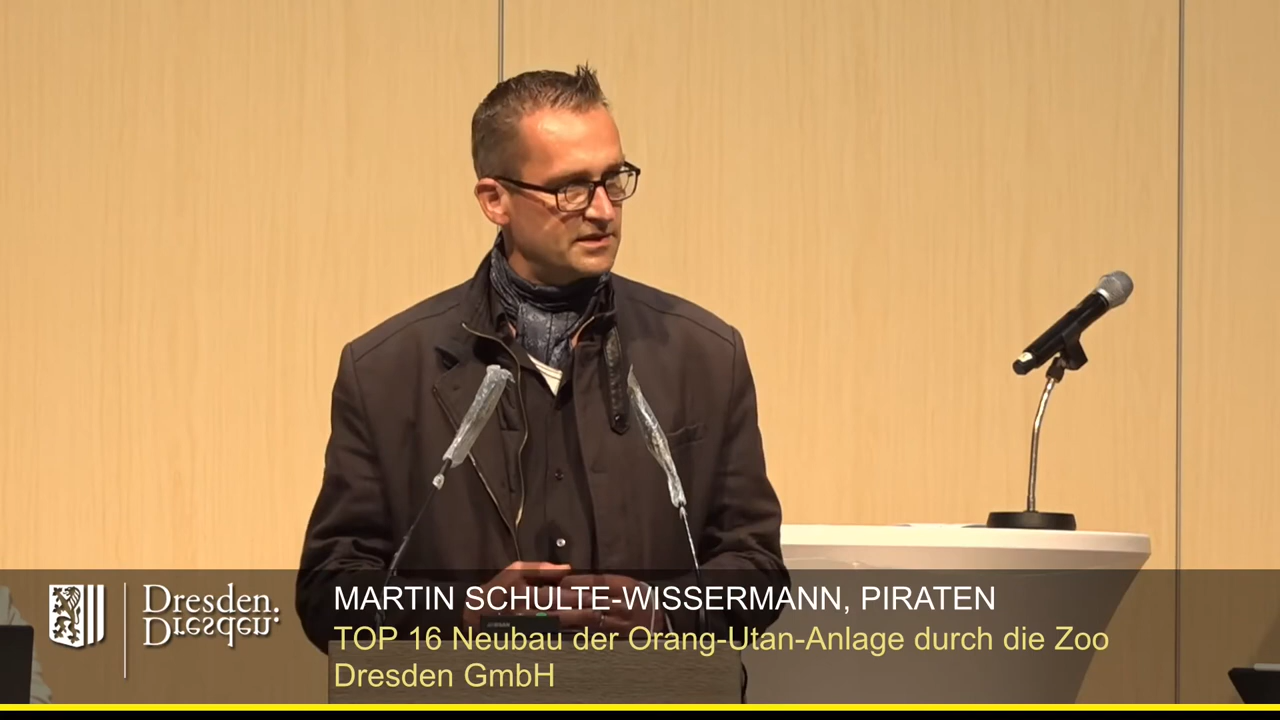 Dresden.
Dresden.
MARTIN SCHULTE-WISSERMANN, PIRATEN
TOP 16 Neubau der Orang-Utan-Anlage durch die Zoo
Dresden GmbH